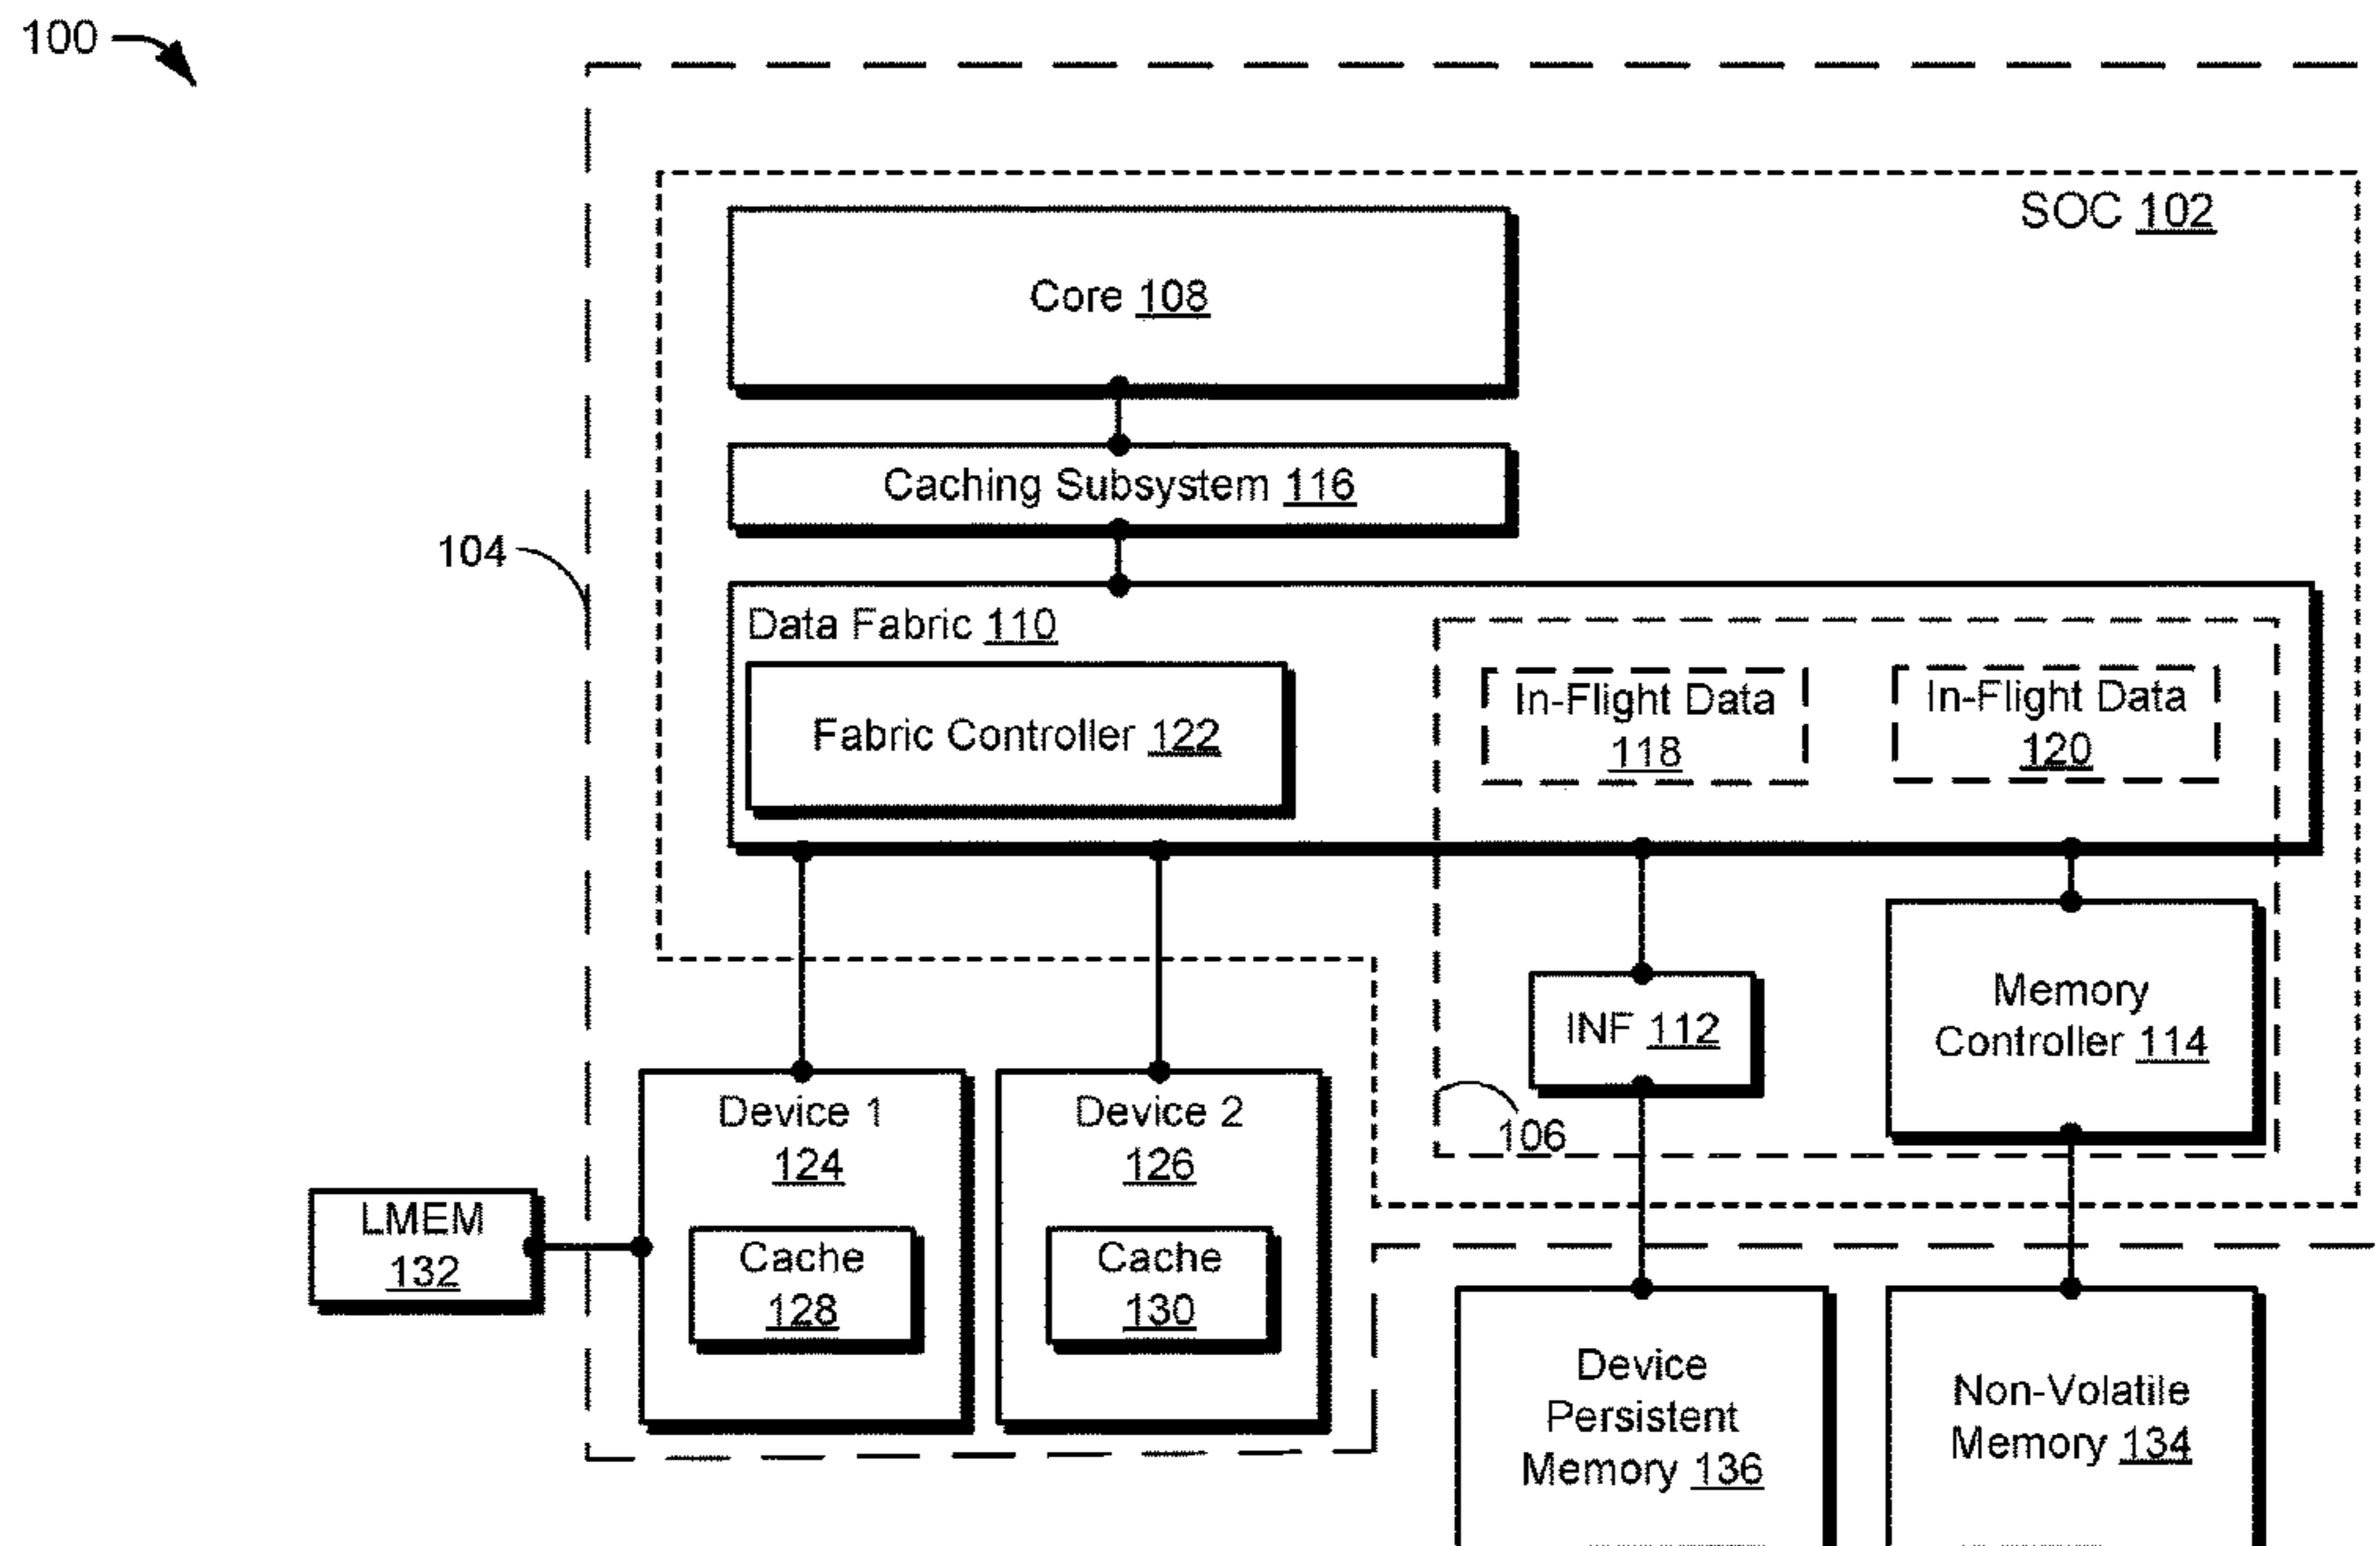 100
SOC 102
Core 108
Caching Subsystem 116
104
Data Fabric 110
Fabric Controller 122
In-Flight Data
118
In-Flight Data
120
INF 112
Memory
Controller 114
106
Device 1
124
Cache
128
Device 2
126
Cache
130
LMEM
132
Device
Persistent
Memory 136
Non-Volatile
Memory 134